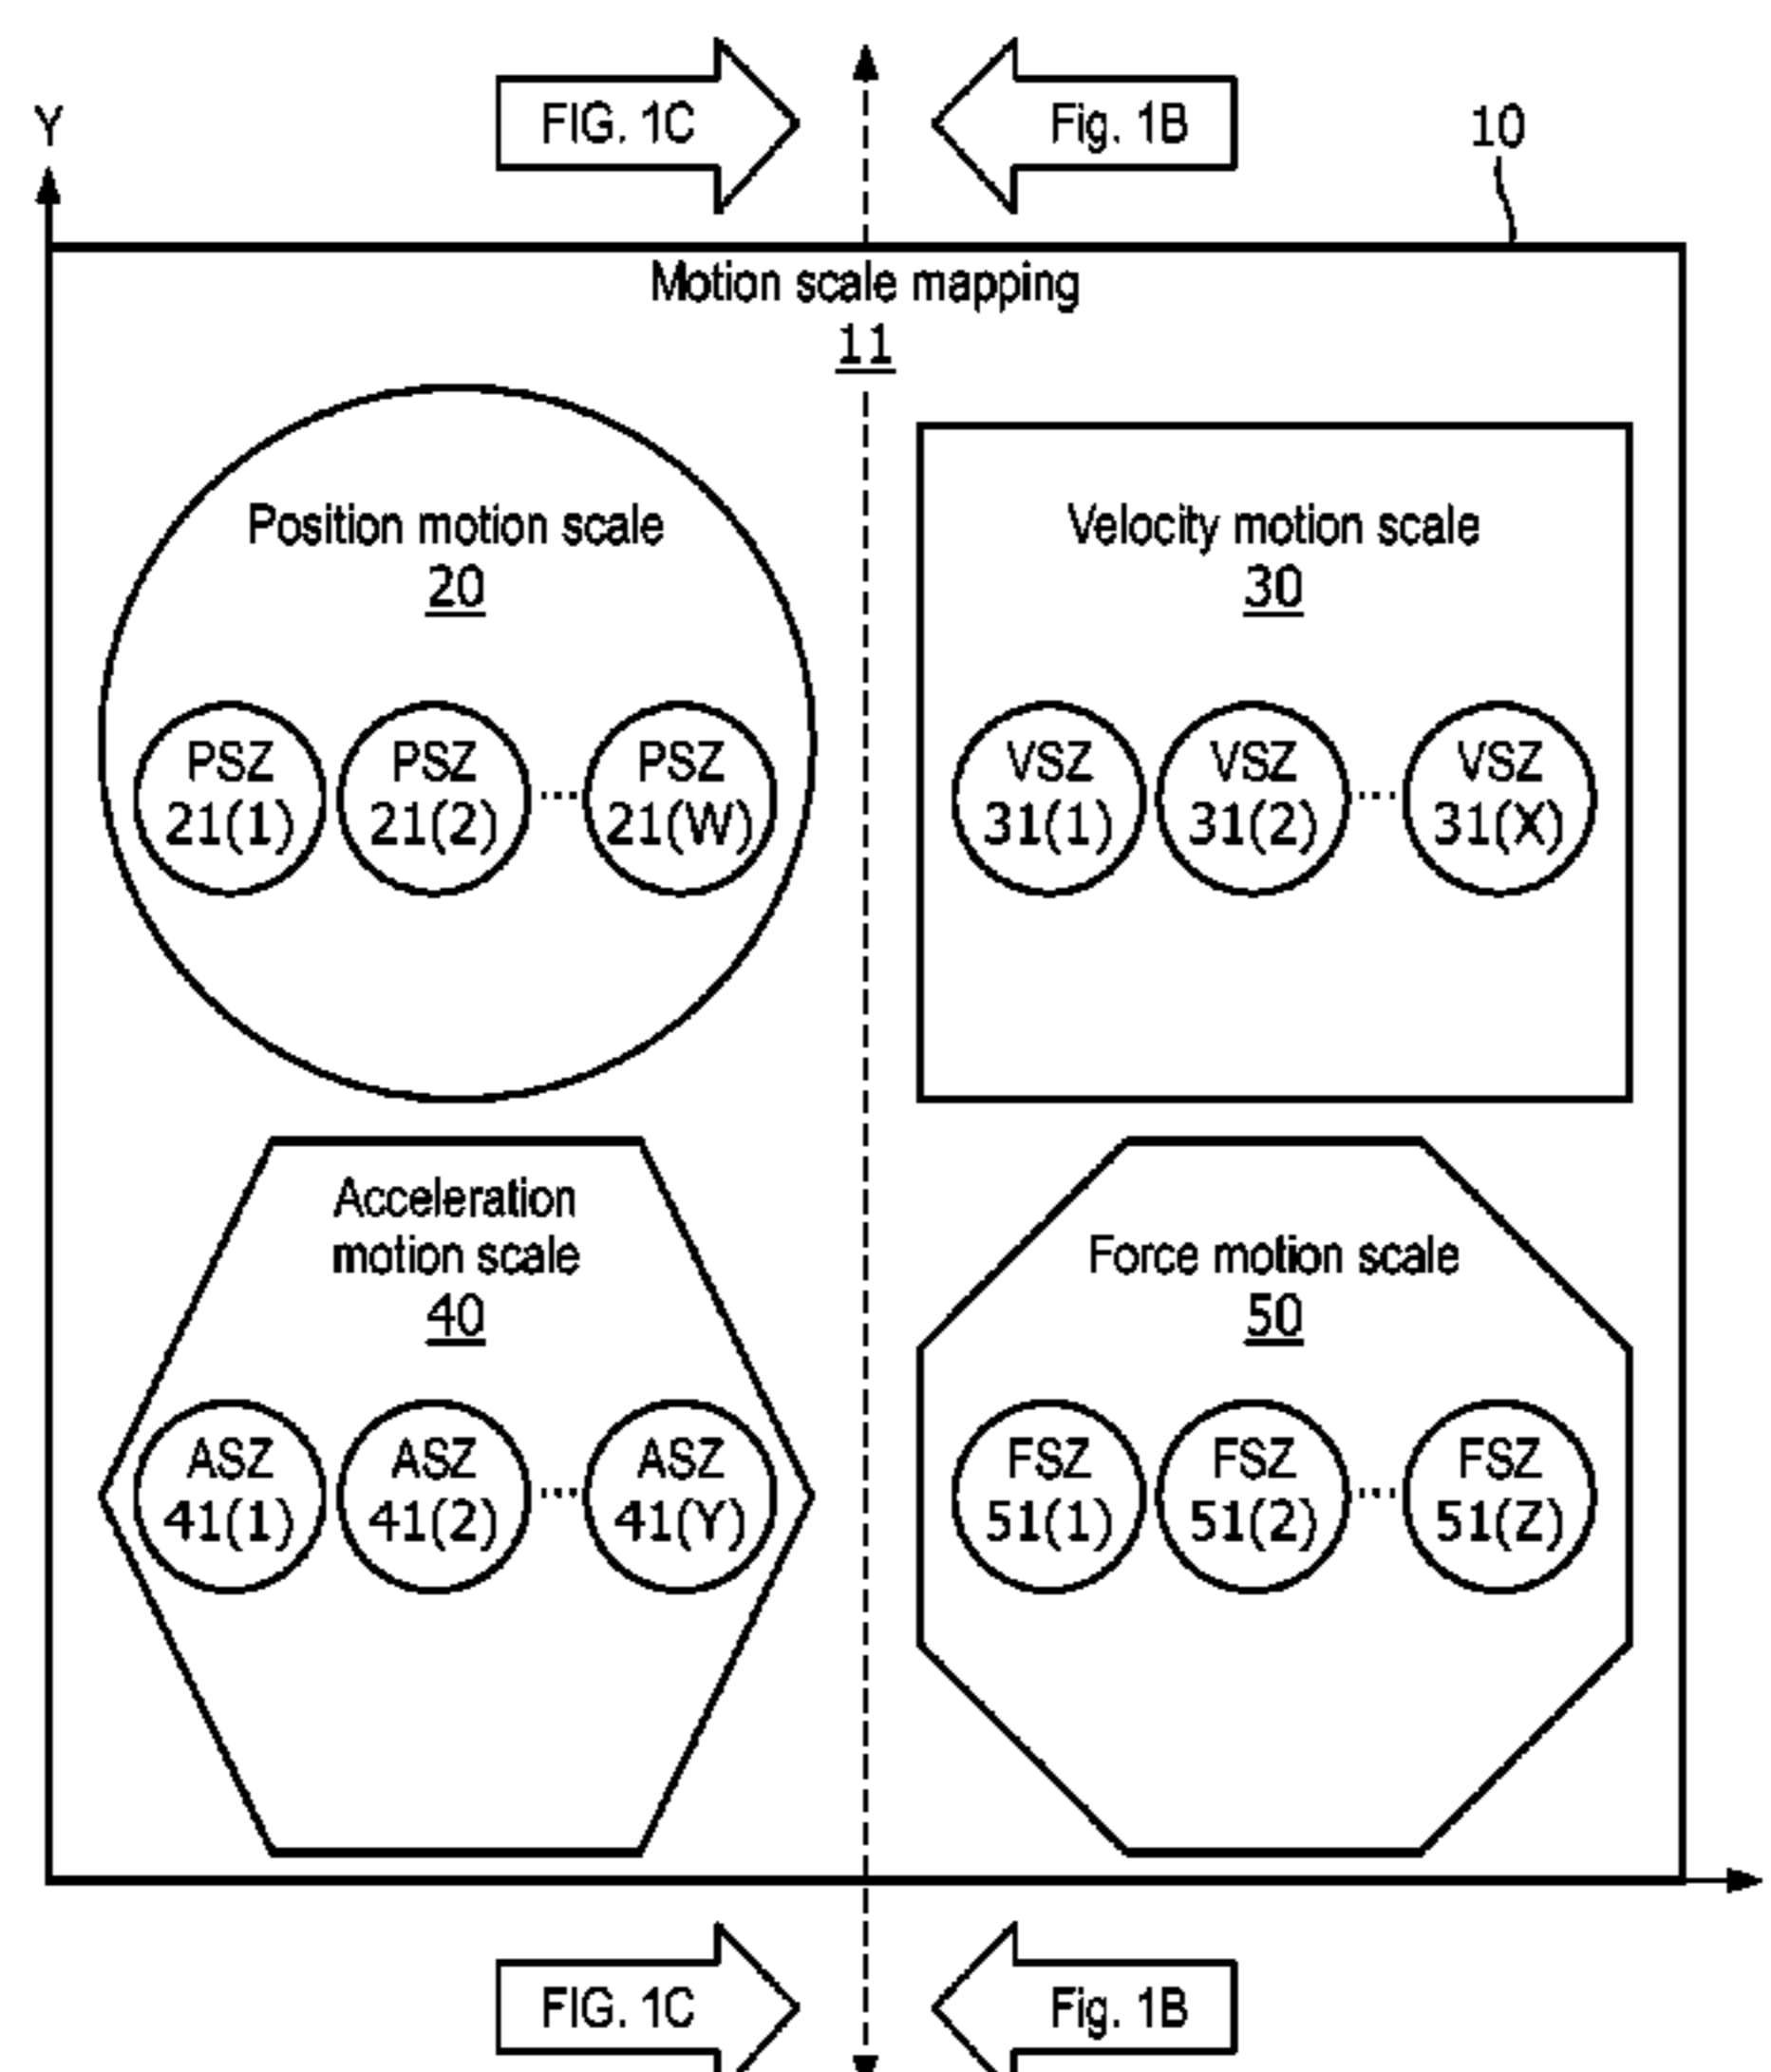 FIG. 1C
Fig. 1B
Y
10
Motion scale mapping
11
Position motion scale
20
PSZ
21(1)
PSZ
21(2)
....
PSZ
21(W)
Velocity motion scale
30
VSZ
31(1)
VSZ
31(2)
....
VSZ
31(X)
Acceleration
motion scale
40
ASZ
41(1)
ASZ
41(2)
....
ASZ
41(Y)
Force motion scale
50
FSZ
51(1)
FSZ
51(2)
....
FSZ
51(Z)
FIG. 1C
Fig. 1B